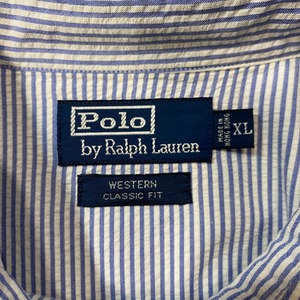 Polo
by Ralph Lauren
MADE IN
HONG KONG
XL
WESTERN
CLASSIC FIT